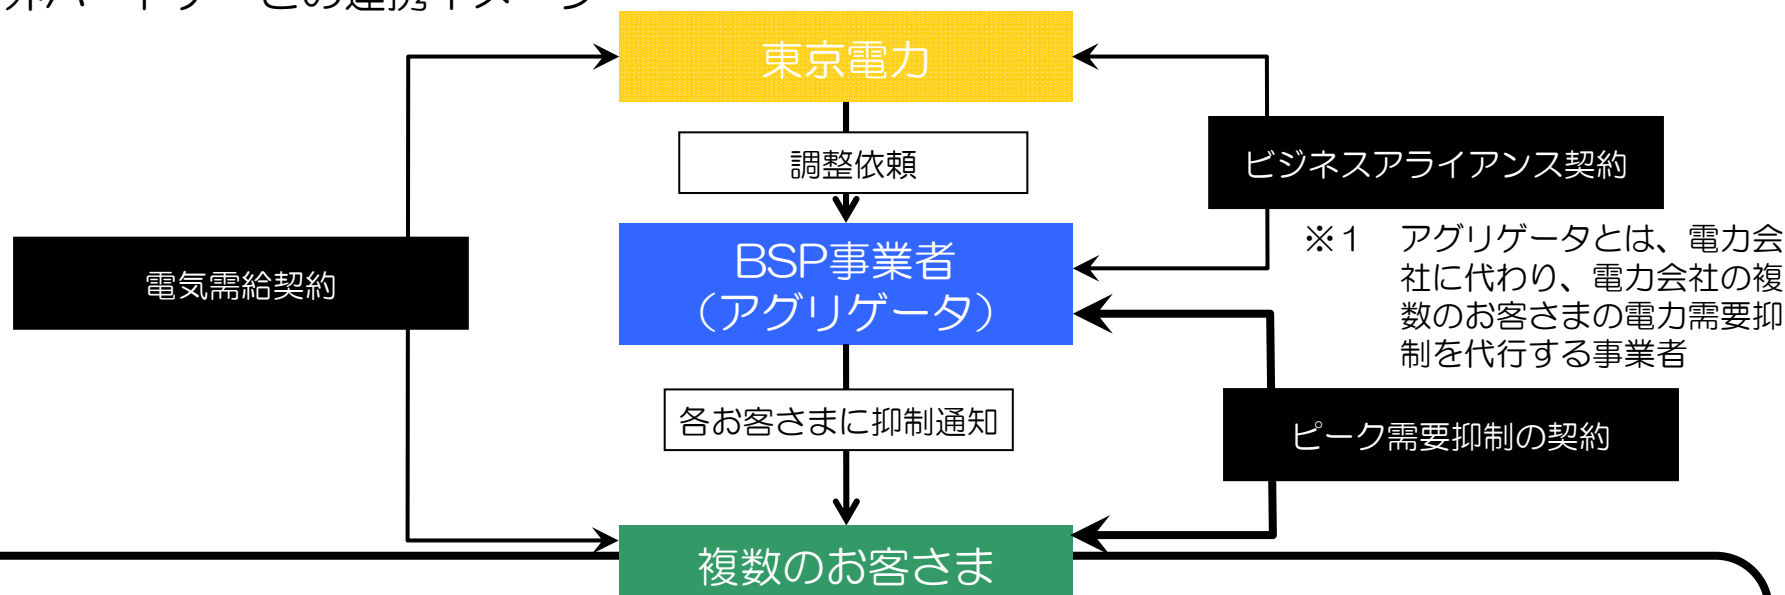 東京電力
調整依頼
ビジネスアライアンス契約
BSP事業者
(アグリゲータ)
電気需給契約
※1 アグリゲータとは、電力会
社に代わり、電力会社の複
数のお客さまの電力需要抑
制を代行する事業者
各お客さまに抑制通知
ピーク需要抑制の契約
複数のお客さま